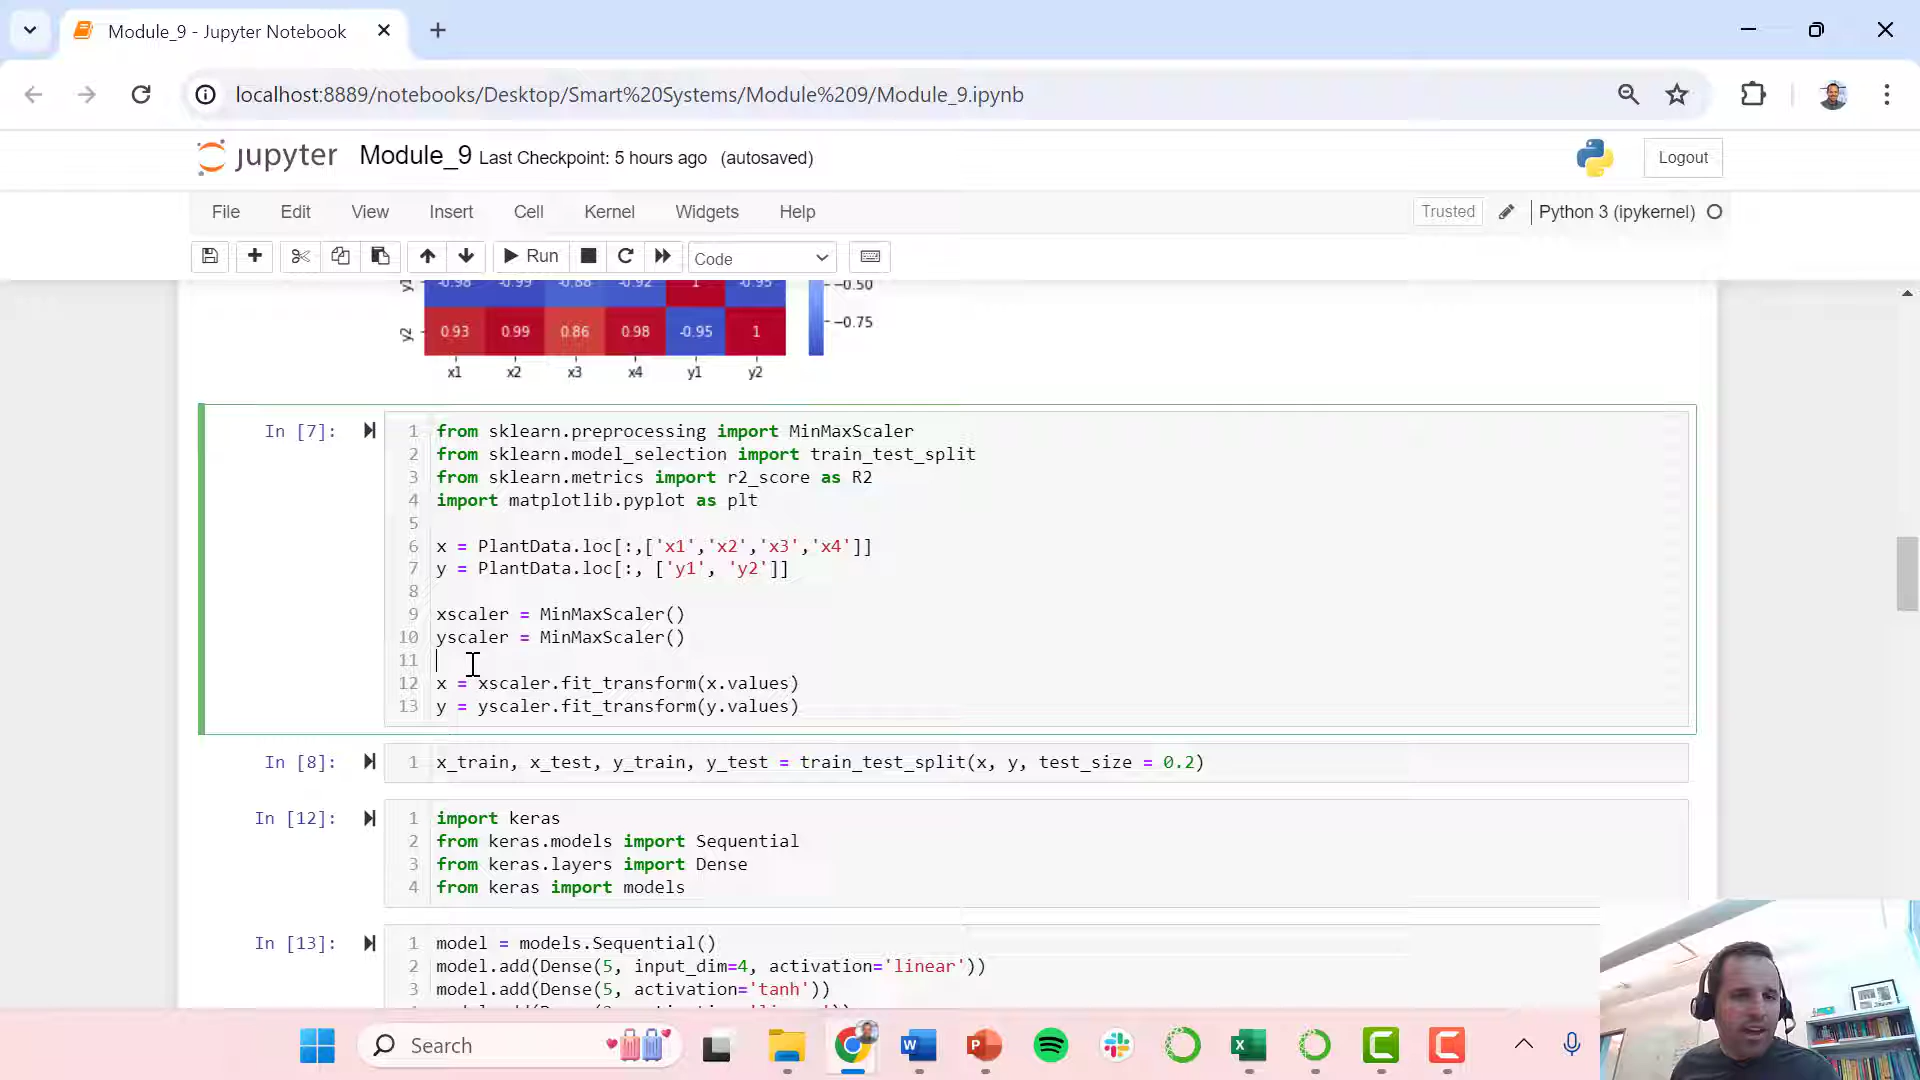 Module_9 - Jupyter Notebook
localhost:8889/notebooks/Desktop/Smart%20Systems/Module%209/Module_9.ipynb
jupyter Module_9 Last Checkpoint: 5 hours ago (autosaved)
Logout
File Edit View Insert Cell Kernel Widgets Help
Trusted Python 3 (ipykernel)
Run Code
y1 -0.98 -0.99 -0.88 -0.92 1 -0.95 -0.50
y2 0.93 0.99 0.86 0.98 -0.95 1 -0.75
x1 x2 x3 x4 y1 y2
In [7]:
1 from sklearn.preprocessing import MinMaxScaler
2 from sklearn.model_selection import train_test_split
3 from sklearn.metrics import r2_score as R2
4 import matplotlib.pyplot as plt
5
6 x = PlantData.loc[:,['x1','x2','x3','x4']]
7 y = PlantData.loc[:, ['y1', 'y2']]
8
9 xscaler = MinMaxScaler()
10 yscaler = MinMaxScaler()
11
12 x = xscaler.fit_transform(x.values)
13 y = yscaler.fit_transform(y.values)
In [8]:
1 x_train, x_test, y_train, y_test = train_test_split(x, y, test_size = 0.2)
In [12]:
1 import keras
2 from keras.models import Sequential
3 from keras.layers import Dense
4 from keras import models
In [13]:
1 model = models.Sequential()
2 model.add(Dense(5, input_dim=4, activation='linear'))
3 model.add(Dense(5, activation='tanh'))
Search